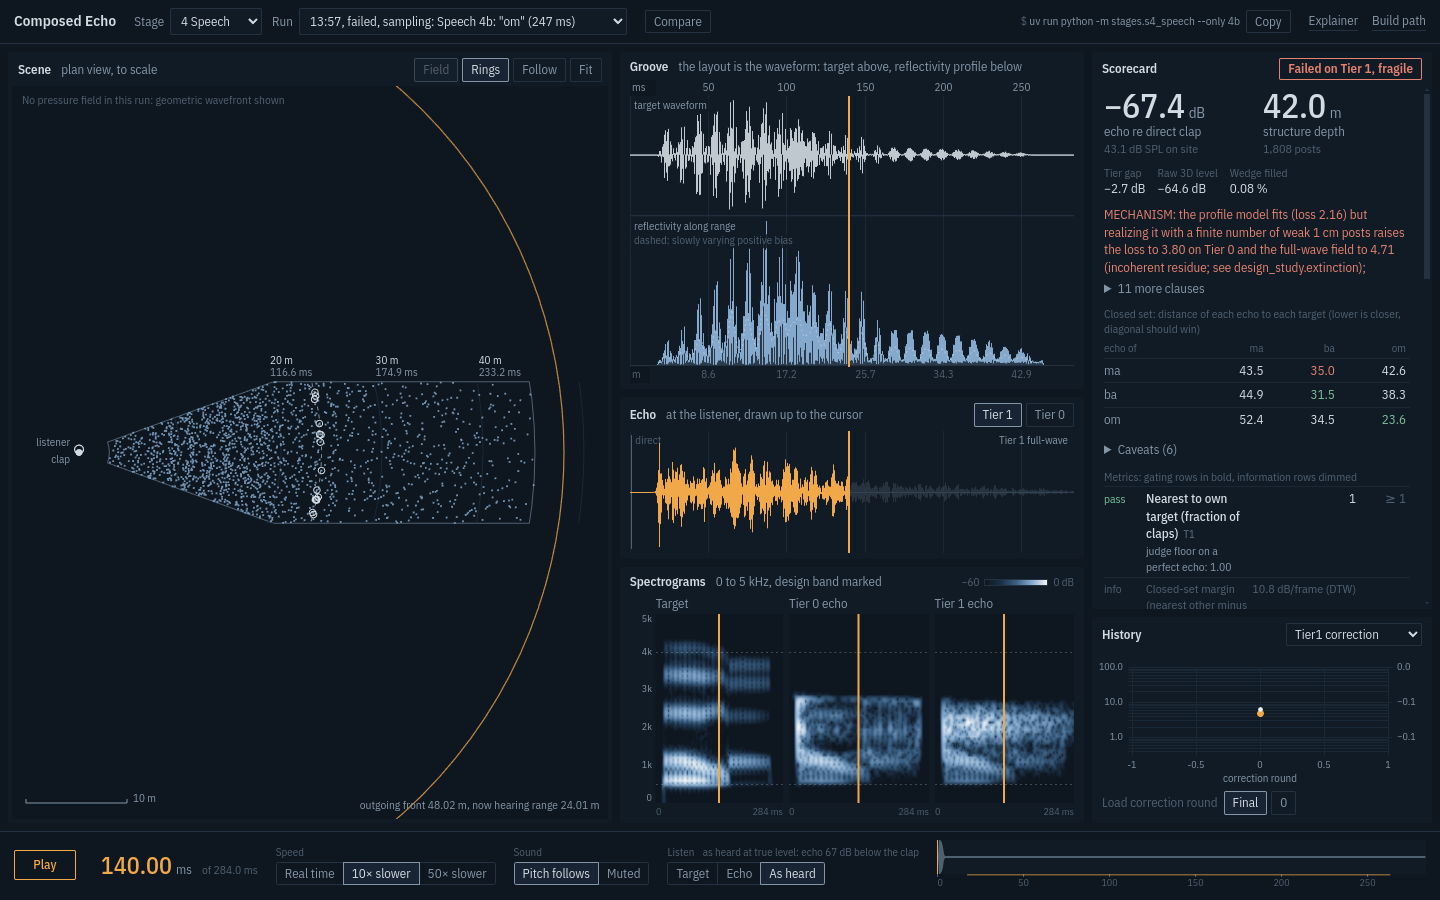 Composed Echo Stage 4 Speech Run 13:57, failed, sampling: Speech 4b: "om" (247 ms) Compare $ uv run python -m stages.s4_speech --only 4b Copy Explainer Build path
Scene plan view, to scale Field Rings Follow Fit
No pressure field in this run: geometric wavefront shown
20 m 30 m 40 m
116.6 ms 174.9 ms 233.2 ms
listener
clap
10 m
outgoing front 48.02 m, now hearing range 24.01 m
Groove the layout is the waveform: target above, reflectivity profile below
ms 50 100 150 200 250
target waveform
reflectivity along range
dashed: slowly varying positive bias
m 8.6 17.2 25.7 34.3 42.9
Echo at the listener, drawn up to the cursor Tier 1 Tier 0
direct Tier 1 full-wave
Spectrograms 0 to 5 kHz, design band marked −60 0 dB
Target Tier 0 echo Tier 1 echo
5k
4k
3k
2k
1k
0
0 284 ms 0 284 ms 0 284 ms
Scorecard Failed on Tier 1, fragile
−67.4 dB 42.0 m
echo re direct clap structure depth
43.1 dB SPL on site 1,808 posts
Tier gap Raw 3D level Wedge filled
−2.7 dB −64.6 dB 0.08 %
MECHANISM: the profile model fits (loss 2.16) but
realizing it with a finite number of weak 1 cm posts raises
the loss to 3.80 on Tier 0 and the full-wave field to 4.71
(incoherent residue; see design_study.extinction);
11 more clauses
Closed set: distance of each echo to each target (lower is closer,
diagonal should win)
echo of ma ba om
ma 43.5 35.0 42.6
ba 44.9 31.5 38.3
om 52.4 34.5 23.6
Caveats (6)
Metrics: gating rows in bold, information rows dimmed
pass Nearest to own 1 ≥ 1
target (fraction of
claps) T1
judge floor on a
perfect echo: 1.00
info Closed-set margin 10.8 dB/frame (DTW)
(nearest other minus
History Tier1 correction
100.0 0.0
10.0 −0.1
1.0 −0.1
-1 -0.5 0 0.5 1
correction round
Load correction round Final 0
Play 140.00 ms of 284.0 ms
Speed
Real time 10× slower 50× slower
Sound
Pitch follows Muted
Listen as heard at true level: echo 67 dB below the clap
Target Echo As heard
0 50 100 150 200 250